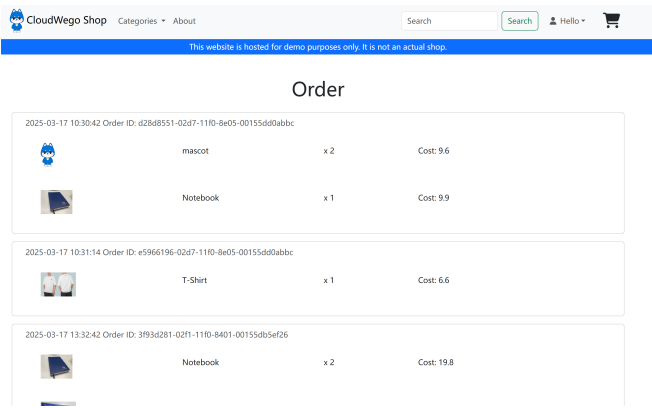 CloudWego Shop Categories About Search Search Hello
This website is hosted for demo purposes only. It is not an actual shop.
Order
2025-03-17 10:30:42 Order ID: d28d8551-02d7-11f0-8e05-00155dd0abbc
mascot x 2 Cost: 9.6
Notebook x 1 Cost: 9.9
2025-03-17 10:31:14 Order ID: e5966196-02d7-11f0-8e05-00155dd0abbc
T-Shirt x 1 Cost: 6.6
2025-03-17 13:32:42 Order ID: 3f93d281-02f1-11f0-8401-00155db5ef26
Notebook x 2 Cost: 19.8